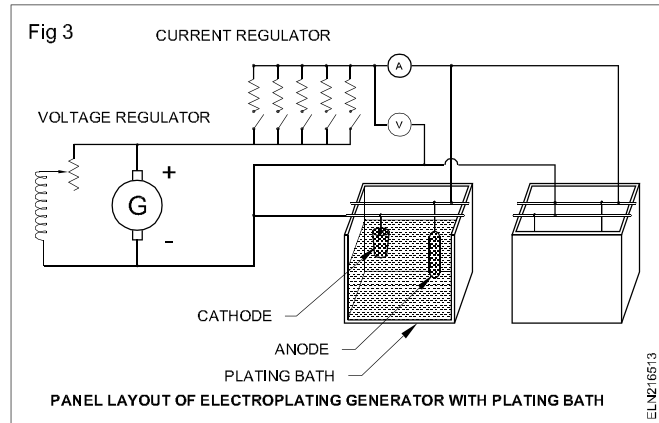 Fig 3
CURRENT REGULATOR
A
VOLTAGE REGULATOR
V
+
G
-
CATHODE
ANODE
PLATING BATH
PANEL LAYOUT OF ELECTROPLATING GENERATOR WITH PLATING BATH
ELN216513